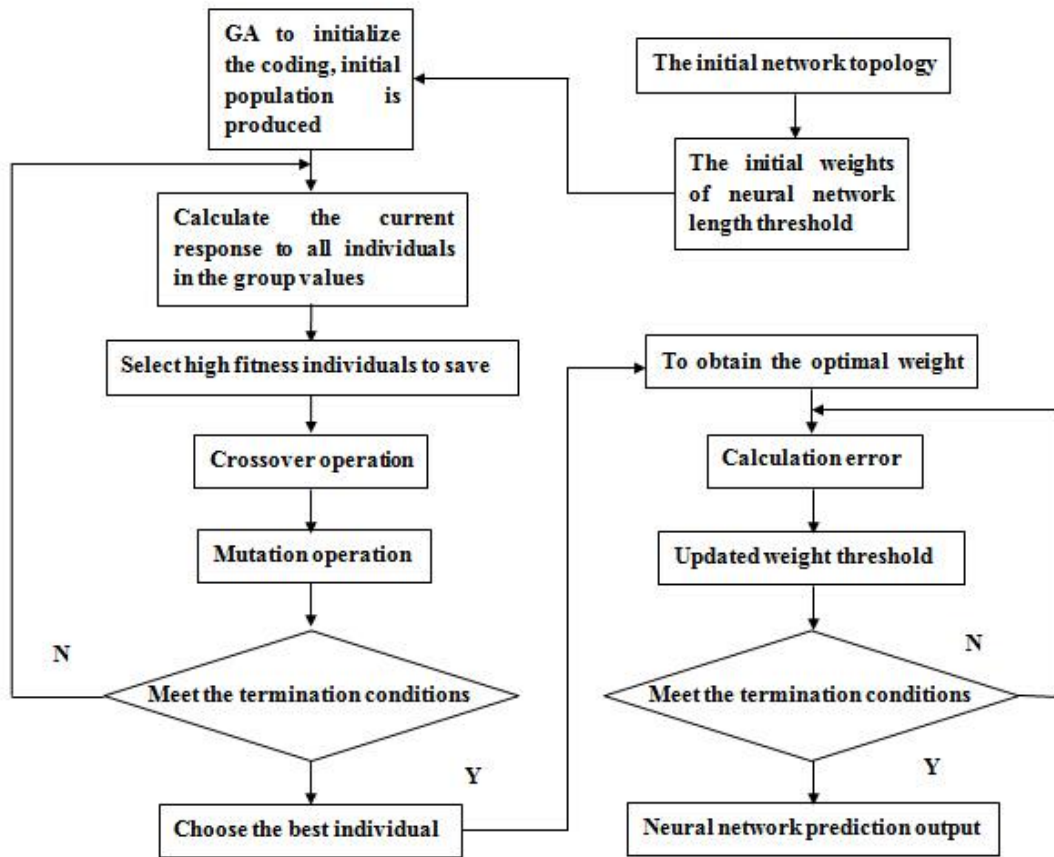 GA to initialize
the coding, initial
population is
produced
The initial network topology
The initial weights
of neural network
length threshold
Calculate the current
response to all individuals
in the group values
Select high fitness individuals to save
Crossover operation
Mutation operation
N
Meet the termination conditions
Y
Choose the best individual
To obtain the optimal weight
Calculation error
Updated weight threshold
N
Meet the termination conditions
Y
Neural network prediction output